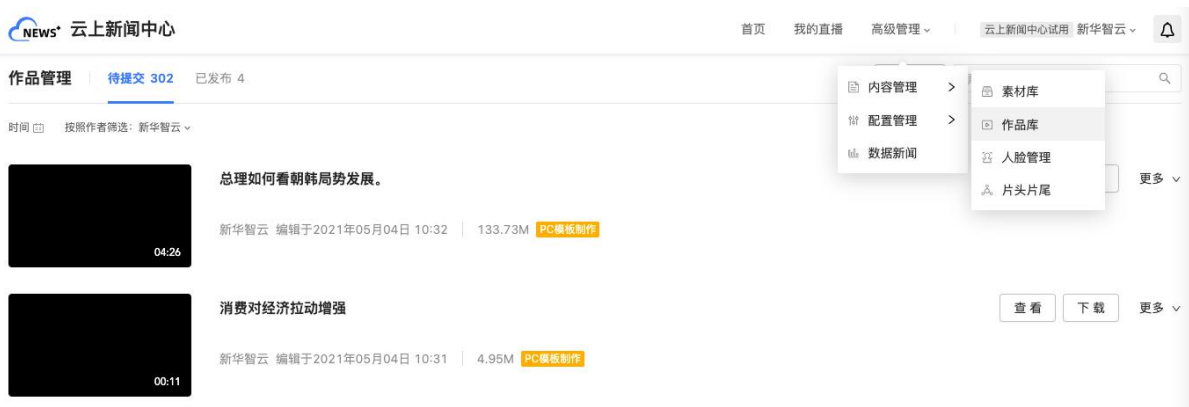 NEWS+ 云上新闻中心 首页 我的直播 高级管理 云上新闻中心试用 新华智云
作品管理 待提交 302 已发布 4
内容管理
配置管理
数据新闻
素材库
作品库
人脸管理
片头片尾
时间 按照作者筛选：新华智云
04:26
总理如何看朝韩局势发展。
更多
新华智云 编辑于2021年05月04日 10:32 133.73M PC模板制作
00:11
消费对经济拉动增强
查看 下载 更多
新华智云 编辑于2021年05月04日 10:31 4.95M PC模板制作